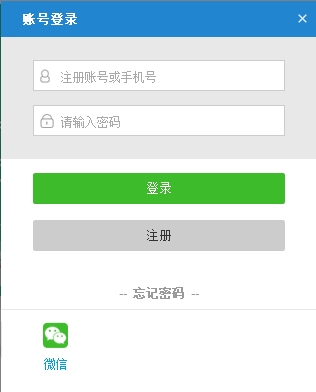 账号登录
注册账号或手机号
请输入密码
登录
注册
-- 忘记密码 --
微信